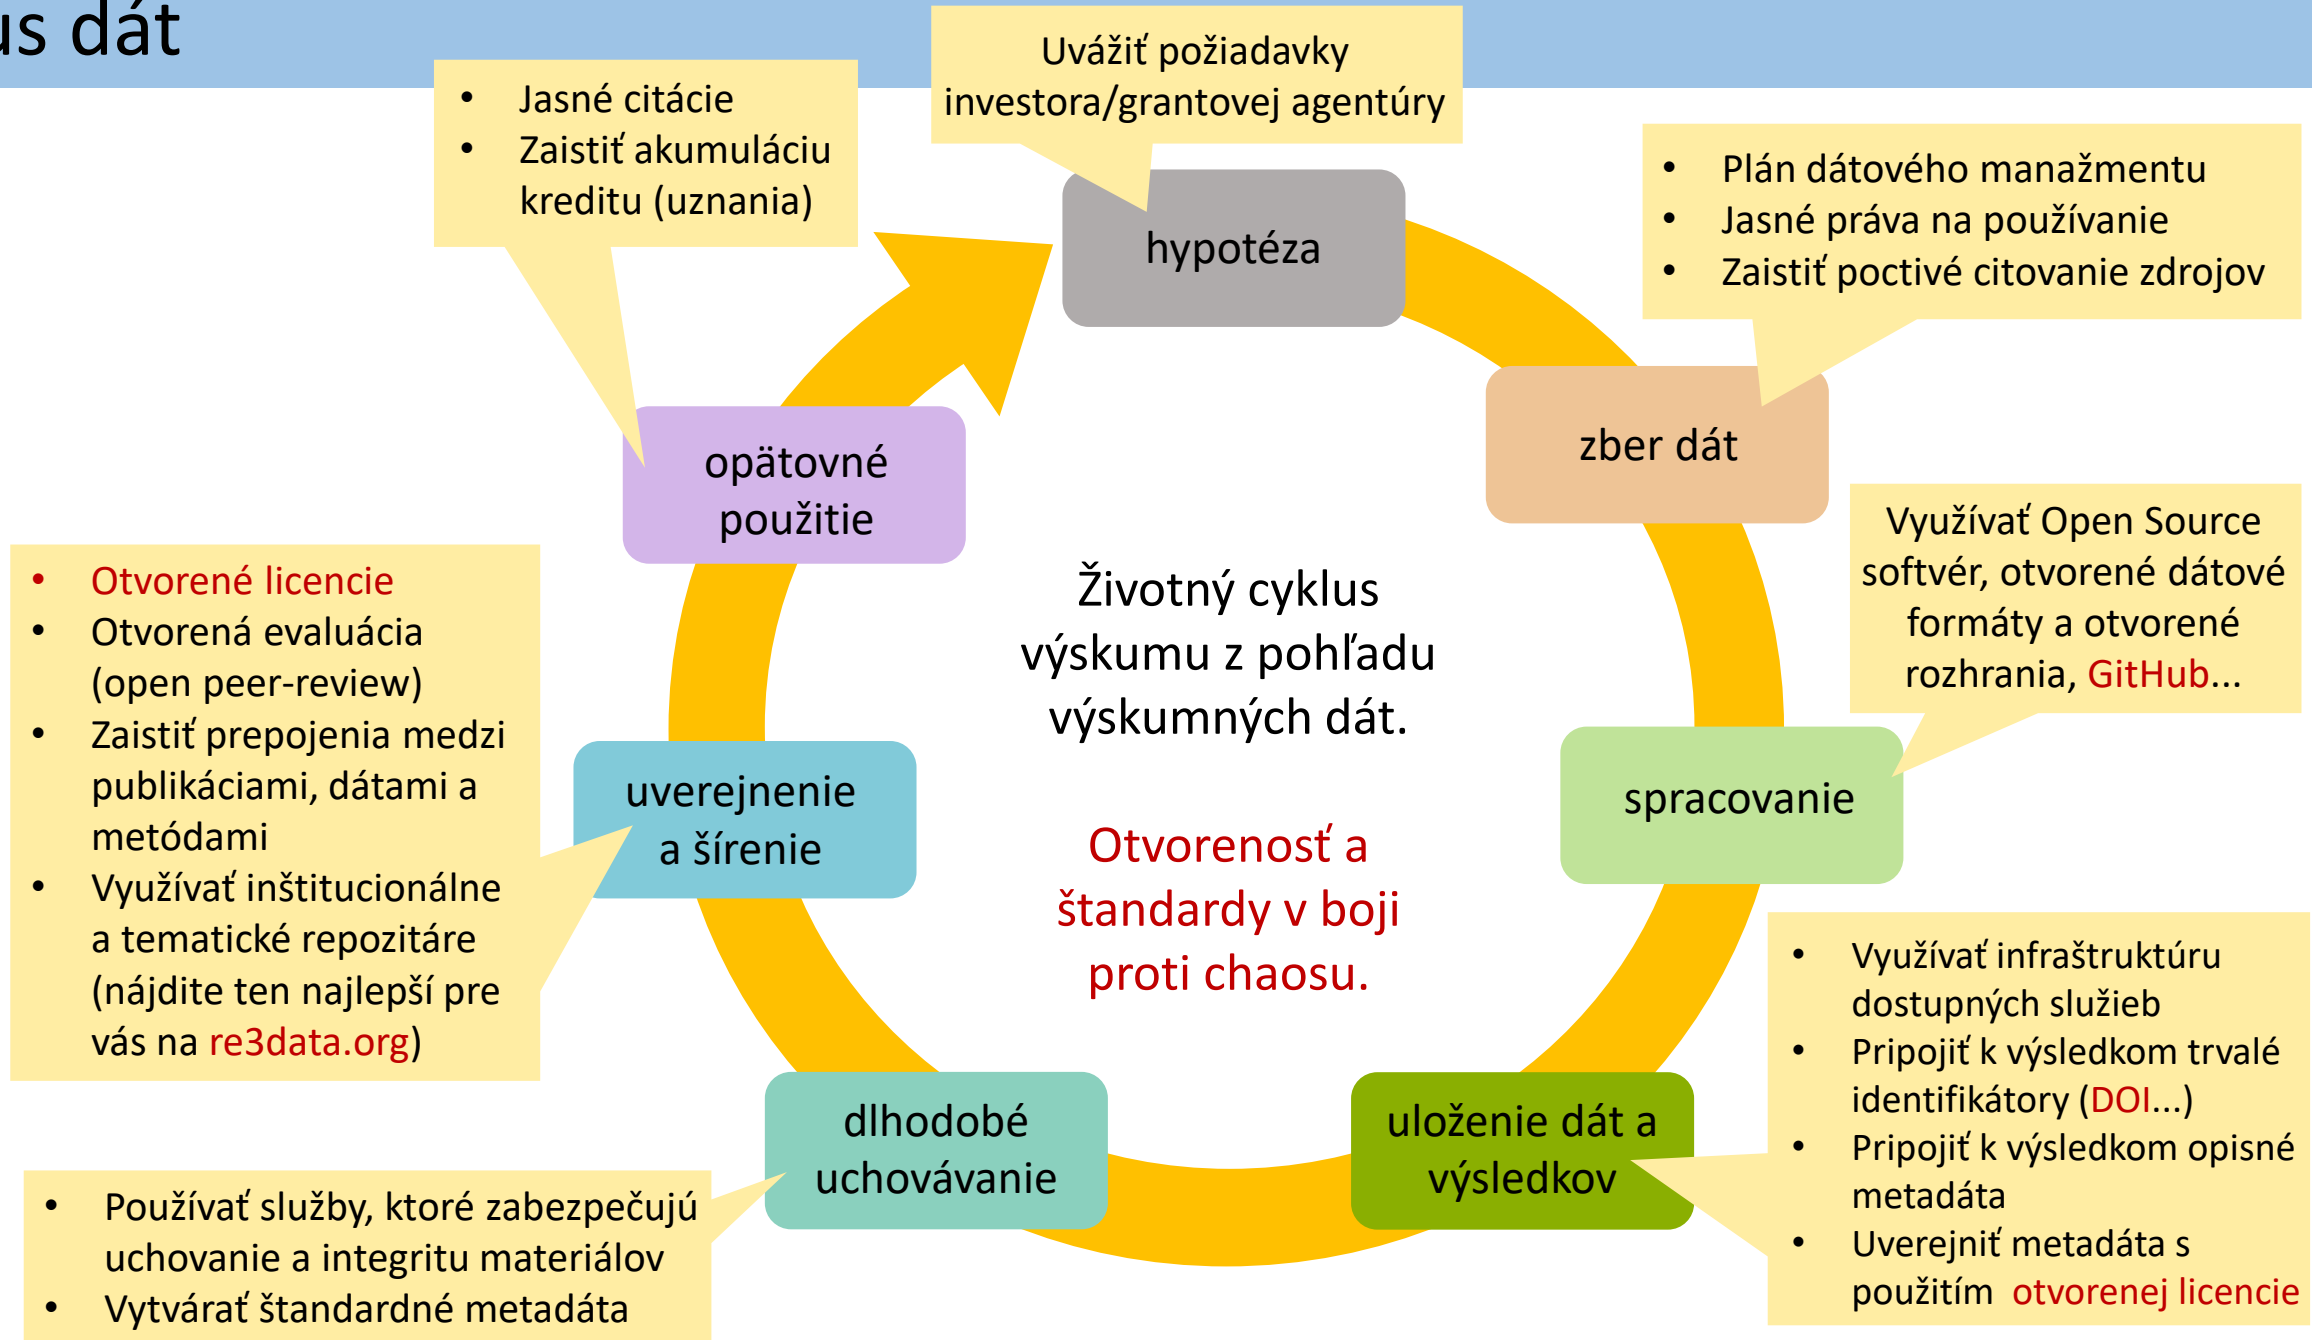 us dát
Uvážiť požiadavky
investora/grantovej agentúry
• Jasné citácie
• Zaistiť akumuláciu
kreditu (uznania)
hypotéza
• Plán dátového manažmentu
• Jasné práva na používanie
• Zaistiť poctivé citovanie zdrojov
zber dát
opätovné
použitie
Využívať Open Source
softvér, otvorené dátové
formáty a otvorené
rozhrania, GitHub...
spracovanie
Životný cyklus
výskumu z pohľadu
výskumných dát.
Otvorenosť a
štandardy v boji
proti chaosu.
• Otvorené licencie
• Otvorená evaluácia
(open peer-review)
• Zaistiť prepojenia medzi
publikáciami, dátami a
metódami
• Využívať inštitucionálne
a tematické repozitáre
(nájdite ten najlepší pre
vás na re3data.org)
uverejnenie
a šírenie
• Využívať infraštruktúru
dostupných služieb
• Pripojiť k výsledkom trvalé
identifikátory (DOI...)
• Pripojiť k výsledkom opisné
metadáta
• Uverejniť metadáta s
použitím otvorenej licencie
uloženie dát a
výsledkov
dlhodobé
uchovávanie
• Používať služby, ktoré zabezpečujú
uchovanie a integritu materiálov
• Vytvárať štandardné metadáta